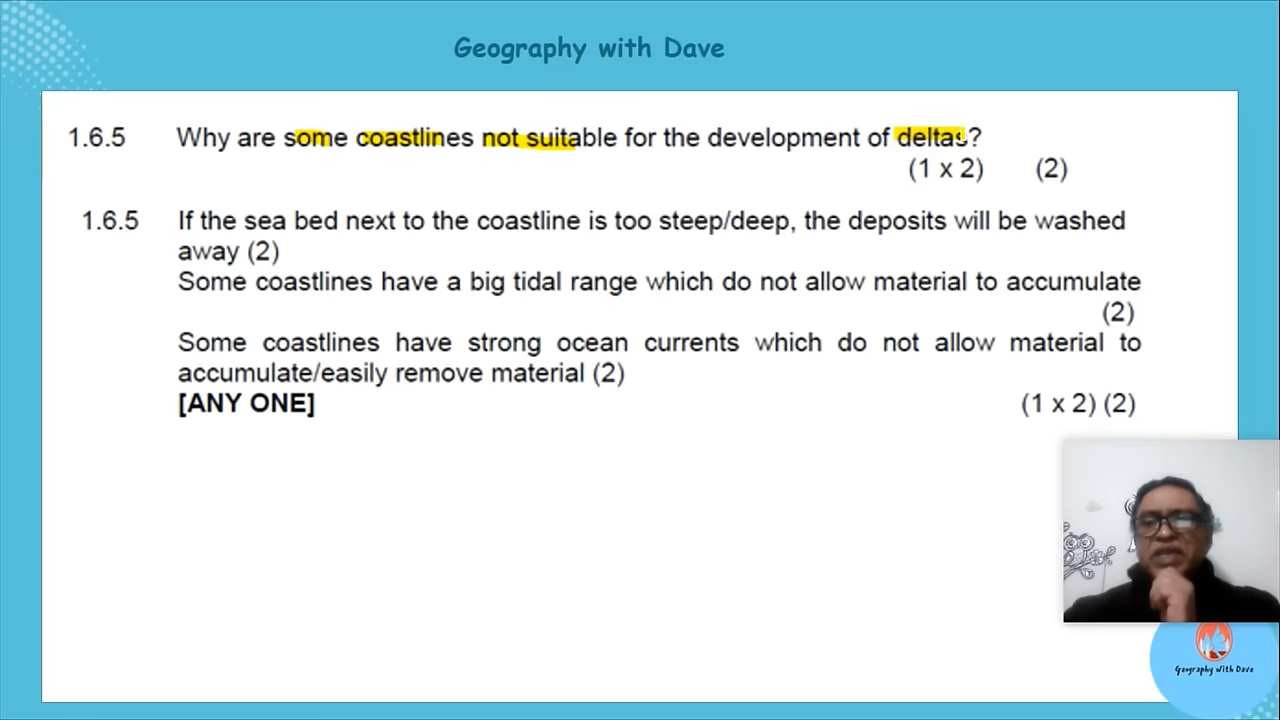 Geography with Dave
1.6.5 Why are some coastlines not suitable for the development of deltas?
(1 x 2) (2)
1.6.5 If the sea bed next to the coastline is too steep/deep, the deposits will be washed
away (2)
Some coastlines have a big tidal range which do not allow material to accumulate
(2)
Some coastlines have strong ocean currents which do not allow material to
accumulate/easily remove material (2)
[ANY ONE] (1 x 2) (2)
Geography with Dave